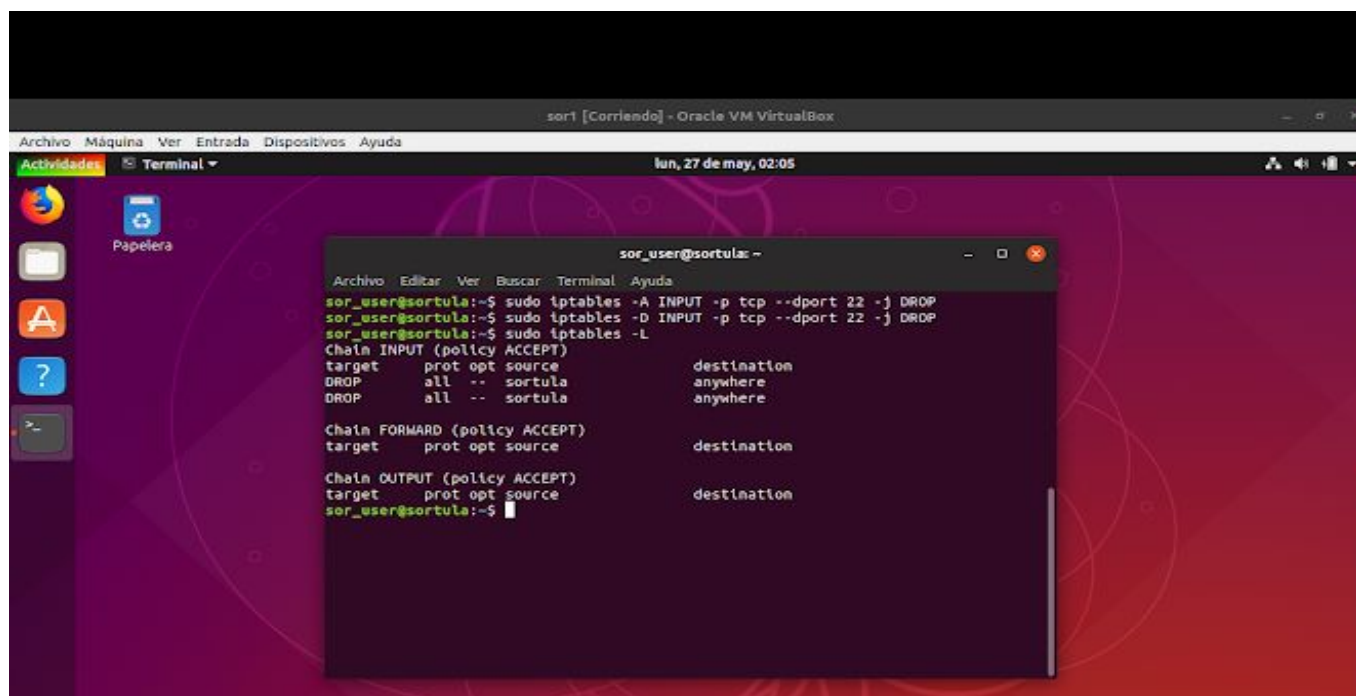 sor1 [Corriendo] - Oracle VM VirtualBox
Archivo Máquina Ver Entrada Dispositivos Ayuda
Actividades Terminal lun, 27 de may, 02:05
Papelera
sor_user@sortula: ~
Archivo Editar Ver Buscar Terminal Ayuda
sor_user@sortula:~$ sudo iptables -A INPUT -p tcp --dport 22 -j DROP
sor_user@sortula:~$ sudo iptables -D INPUT -p tcp --dport 22 -j DROP
sor_user@sortula:~$ sudo iptables -L
Chain INPUT (policy ACCEPT)
target prot opt source destination
DROP all -- sortula anywhere
DROP all -- sortula anywhere
Chain FORWARD (policy ACCEPT)
target prot opt source destination
Chain OUTPUT (policy ACCEPT)
target prot opt source destination
sor_user@sortula:~$